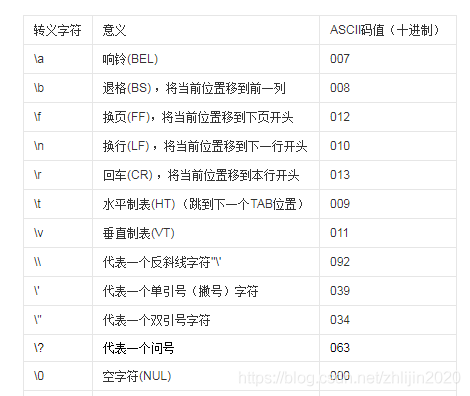 转义字符 意义 ASCII码值（十进制）
\a 响铃(BEL) 007
\b 退格(BS) ，将当前位置移到前一列 008
\f 换页(FF)，将当前位置移到下页开头 012
\n 换行(LF) ，将当前位置移到下一行开头 010
\r 回车(CR) ，将当前位置移到本行开头 013
\t 水平制表(HT) （跳到下一个TAB位置） 009
\v 垂直制表(VT) 011
\\ 代表一个反斜线字符''\' 092
\' 代表一个单引号（撇号）字符 039
\" 代表一个双引号字符 034
\? 代表一个问号 063
\0 空字符(NUL) 000
https://blog.csdn.net/zhlijin2020